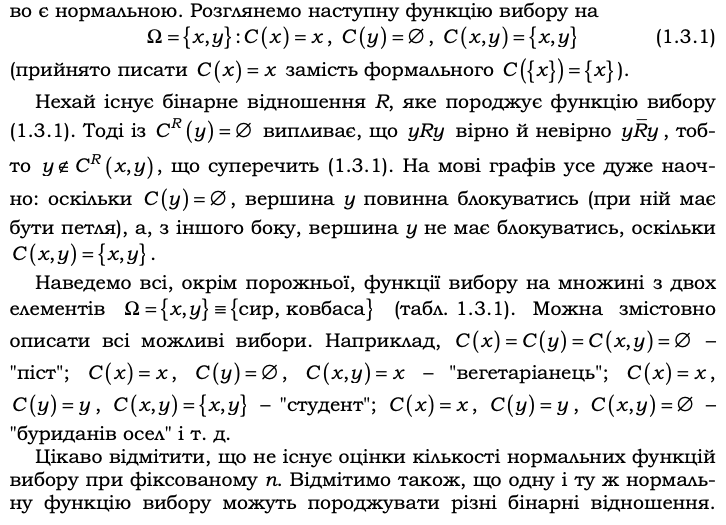 во є нормальною. Розглянемо наступну функцію вибору на
Ω = {x,y} : C(x) = x, C(y) = ∅, C(x,y) = {x,y} (1.3.1)
(прийнято писати C(x) = x замість формального C({x}) = {x}).
Нехай існує бінарне відношення R, яке породжує функцію вибору
(1.3.1). Тоді із Cᴿ(y) = ∅ випливає, що yRy вірно й невірно yR̄y, тоб-
то y ∉ Cᴿ(x,y), що суперечить (1.3.1). На мові графів усе дуже наоч-
но: оскільки C(y) = ∅, вершина y повинна блокуватись (при ній має
бути петля), а, з іншого боку, вершина y не має блокуватись, оскільки
C(x,y) = {x,y}.
Наведемо всі, окрім порожньої, функції вибору на множині з двох
елементів Ω = {x,y} ≡ {сир, ковбаса} (табл. 1.3.1). Можна змістовно
описати всі можливі вибори. Наприклад, C(x) = C(y) = C(x,y) = ∅ –
"піст"; C(x) = x, C(y) = ∅, C(x,y) = x – "вегетаріанець"; C(x) = x,
C(y) = y, C(x,y) = {x,y} – "студент"; C(x) = x, C(y) = y, C(x,y) = ∅ –
"буриданів осел" і т. д.
Цікаво відмітити, що не існує оцінки кількості нормальних функцій
вибору при фіксованому n. Відмітимо також, що одну і ту ж нормаль-
ну функцію вибору можуть породжувати різні бінарні відношення.